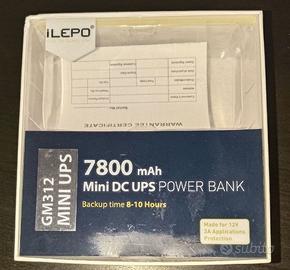 iLEPO
WARRANTEE CERTIFICATE
GM312
MINI UPS
7800 mAh
Mini DC UPS POWER BANK
Backup time 8-10 Hours
Made for 12V
2A Applications
Protection
subito